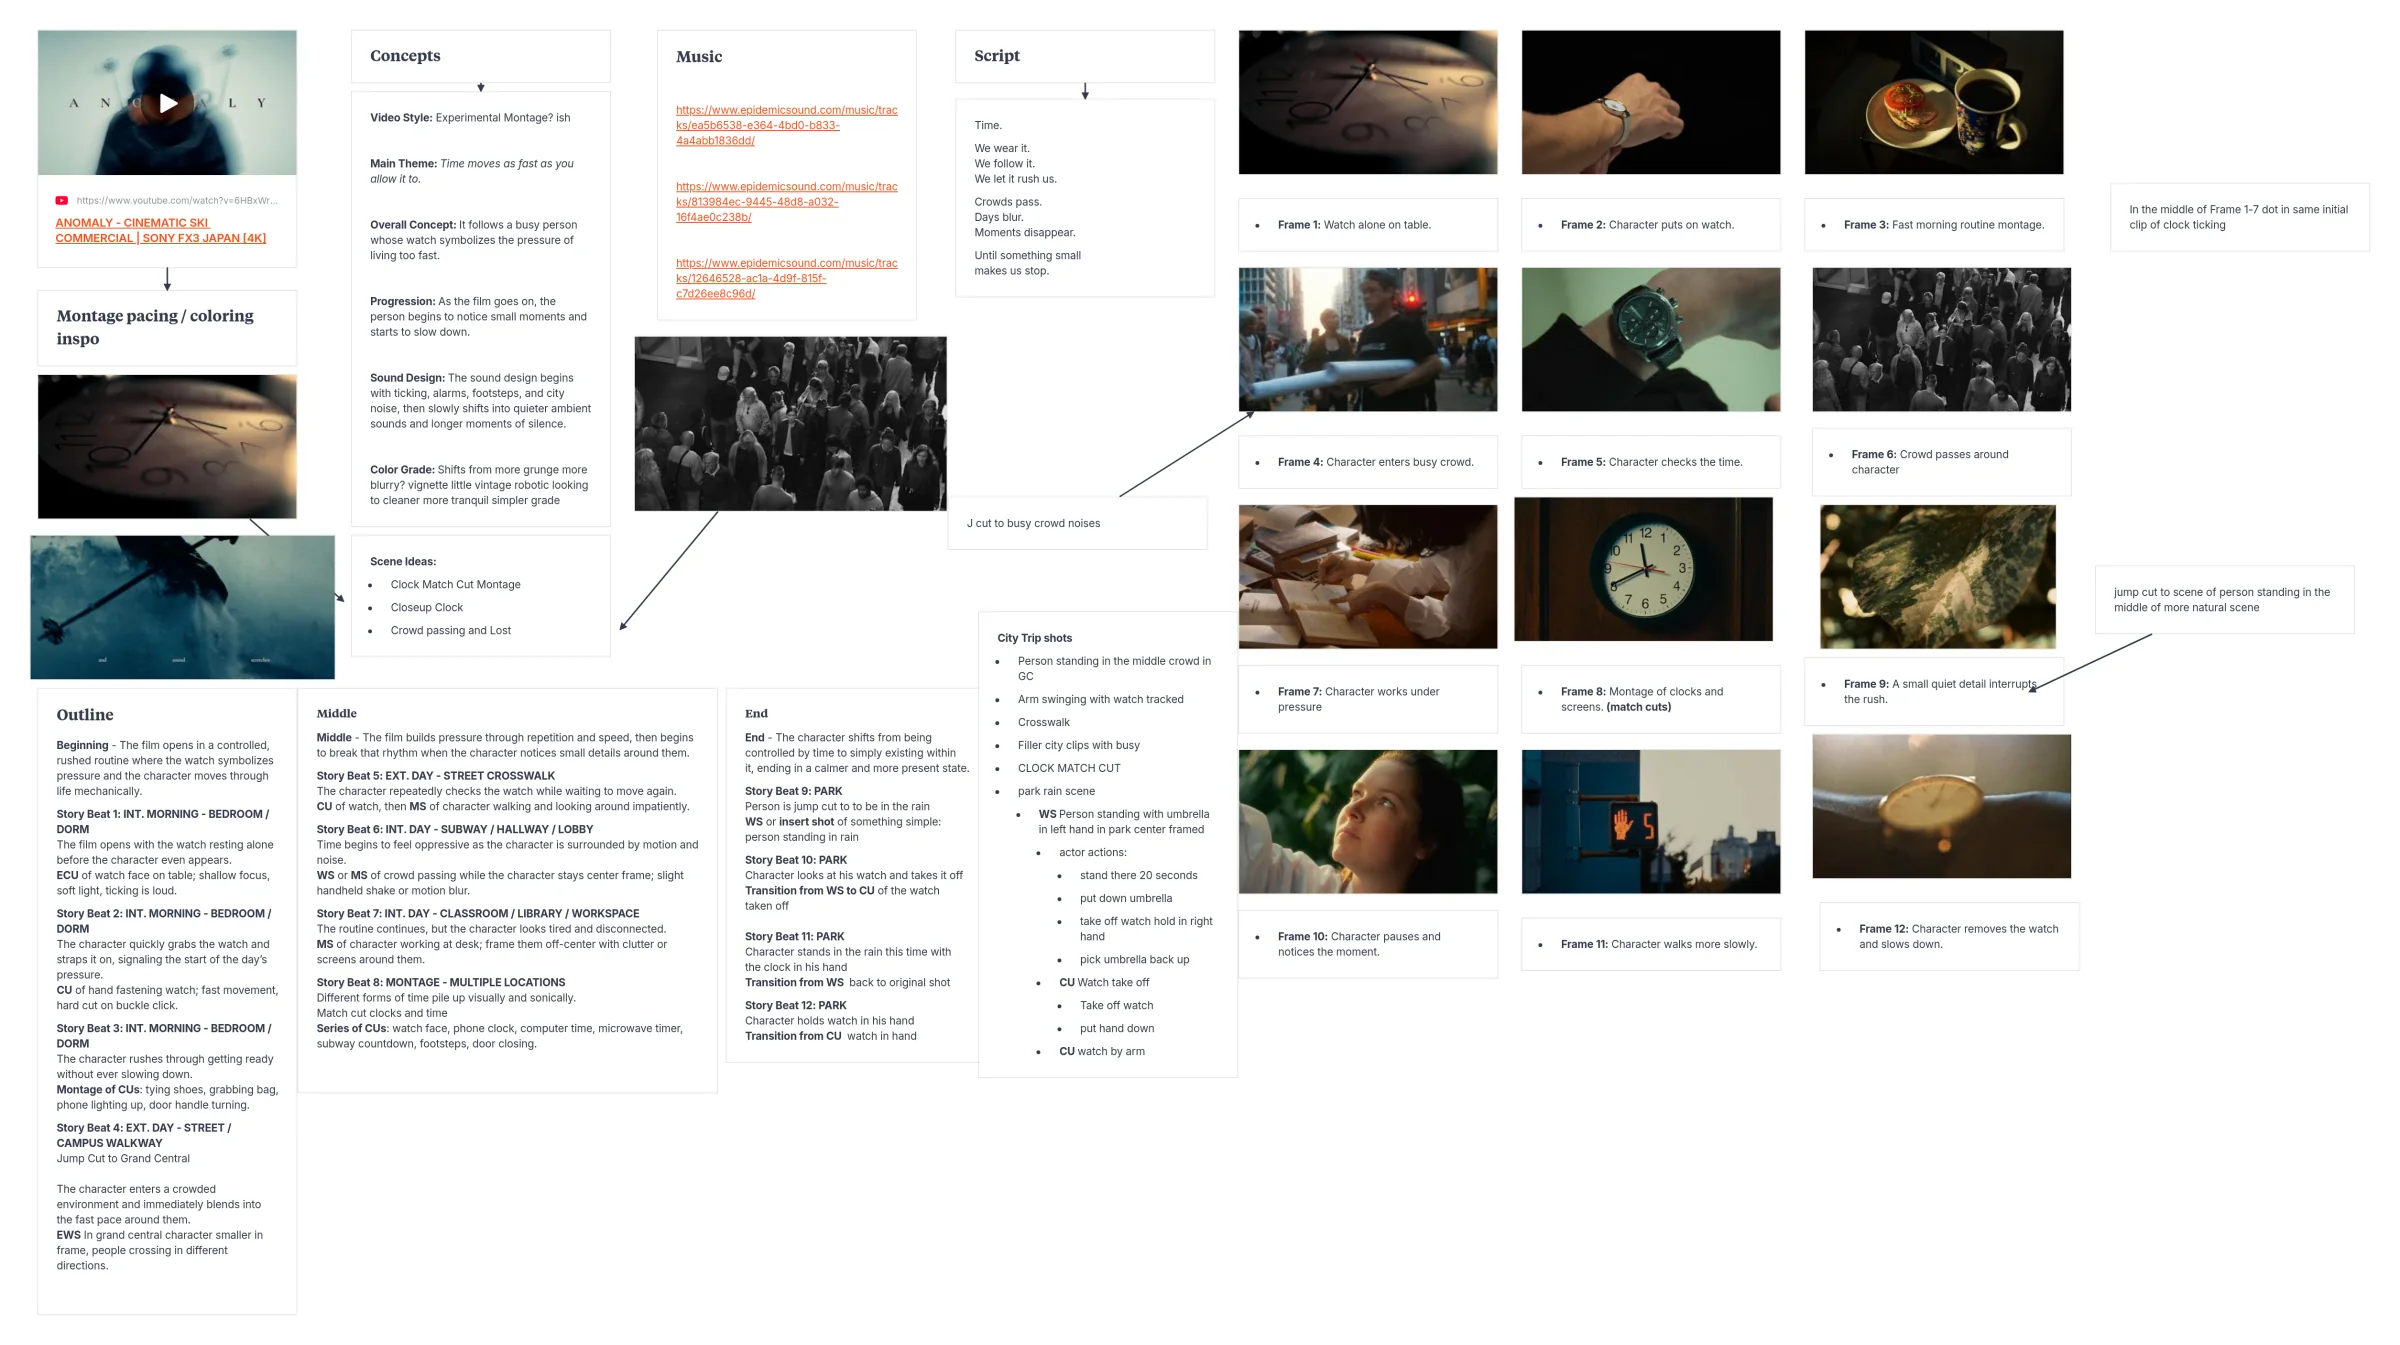 A N O M A L Y
https://www.youtube.com/watch?v=6HBxWr...
ANOMALY - CINEMATIC SKI
COMMERCIAL | SONY FX3 JAPAN [4K]
Montage pacing / coloring
inspo
Concepts
Video Style: Experimental Montage? ish
Main Theme: Time moves as fast as you
allow it to.
Overall Concept: It follows a busy person
whose watch symbolizes the pressure of
living too fast.
Progression: As the film goes on, the
person begins to notice small moments and
starts to slow down.
Sound Design: The sound design begins
with ticking, alarms, footsteps, and city
noise, then slowly shifts into quieter ambient
sounds and longer moments of silence.
Color Grade: Shifts from more grunge more
blurry? vignette little vintage robotic looking
to cleaner more tranquil simpler grade
Scene Ideas:
• Clock Match Cut Montage
• Closeup Clock
• Crowd passing and Lost
Music
https://www.epidemicsound.com/music/trac
ks/ea5b6538-e364-4bd0-b833-
4a4abb1836dd/
https://www.epidemicsound.com/music/trac
ks/813984ec-9445-48d8-a032-
16f4ae0c238b/
https://www.epidemicsound.com/music/trac
ks/12646528-ac1a-4d9f-815f-
c7d26ee8c96d/
Script
Time.
We wear it.
We follow it.
We let it rush us.
Crowds pass.
Days blur.
Moments disappear.
Until something small
makes us stop.
J cut to busy crowd noises
Outline
Beginning - The film opens in a controlled,
rushed routine where the watch symbolizes
pressure and the character moves through
life mechanically.
Story Beat 1: INT. MORNING - BEDROOM /
DORM
The film opens with the watch resting alone
before the character even appears.
ECU of watch face on table; shallow focus,
soft light, ticking is loud.
Story Beat 2: INT. MORNING - BEDROOM /
DORM
The character quickly grabs the watch and
straps it on, signaling the start of the day's
pressure.
CU of hand fastening watch; fast movement,
hard cut on buckle click.
Story Beat 3: INT. MORNING - BEDROOM /
DORM
The character rushes through getting ready
without ever slowing down.
Montage of CUs: tying shoes, grabbing bag,
phone lighting up, door handle turning.
Story Beat 4: EXT. DAY - STREET /
CAMPUS WALKWAY
Jump Cut to Grand Central
The character enters a crowded
environment and immediately blends into
the fast pace around them.
EWS In grand central character smaller in
frame, people crossing in different
directions.
Middle
Middle - The film builds pressure through repetition and speed, then begins
to break that rhythm when the character notices small details around them.
Story Beat 5: EXT. DAY - STREET CROSSWALK
The character repeatedly checks the watch while waiting to move again.
CU of watch, then MS of character walking and looking around impatiently.
Story Beat 6: INT. DAY - SUBWAY / HALLWAY / LOBBY
Time begins to feel oppressive as the character is surrounded by motion and
noise.
WS or MS of crowd passing while the character stays center frame; slight
handheld shake or motion blur.
Story Beat 7: INT. DAY - CLASSROOM / LIBRARY / WORKSPACE
The routine continues, but the character looks tired and disconnected.
MS of character working at desk; frame them off-center with clutter or
screens around them.
Story Beat 8: MONTAGE - MULTIPLE LOCATIONS
Different forms of time pile up visually and sonically.
Match cut clocks and time
Series of CUs: watch face, phone clock, computer time, microwave timer,
subway countdown, footsteps, door closing.
End
End - The character shifts from being
controlled by time to simply existing within
it, ending in a calmer and more present state.
Story Beat 9: PARK
Person is jump cut to to be in the rain
WS or insert shot of something simple:
person standing in rain
Story Beat 10: PARK
Character looks at his watch and takes it off
Transition from WS to CU of the watch
taken off
Story Beat 11: PARK
Character stands in the rain this time with
the clock in his hand
Transition from WS back to original shot
Story Beat 12: PARK
Character holds watch in his hand
Transition from CU watch in hand
City Trip shots
• Person standing in the middle crowd in
GC
• Arm swinging with watch tracked
• Crosswalk
• Filler city clips with busy
• CLOCK MATCH CUT
• park rain scene
• WS Person standing with umbrella
in left hand in park center framed
• actor actions:
• stand there 20 seconds
• put down umbrella
• take off watch hold in right
hand
• pick umbrella back up
• CU Watch take off
• Take off watch
• put hand down
• CU watch by arm
• Frame 1: Watch alone on table.
• Frame 2: Character puts on watch.
• Frame 3: Fast morning routine montage.
In the middle of Frame 1-7 dot in same initial
clip of clock ticking
• Frame 4: Character enters busy crowd.
• Frame 5: Character checks the time.
• Frame 6: Crowd passes around
character
11 12 1 2 3 4 5 6 7 8 9 10
• Frame 7: Character works under
pressure
• Frame 8: Montage of clocks and
screens. (match cuts)
• Frame 9: A small quiet detail interrupts
the rush.
jump cut to scene of person standing in the
middle of more natural scene
5
• Frame 10: Character pauses and
notices the moment.
• Frame 11: Character walks more slowly.
• Frame 12: Character removes the watch
and slows down.